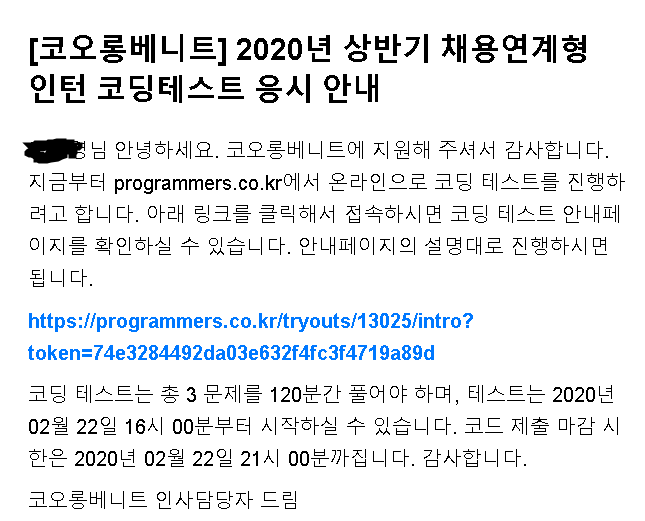 [코오롱베니트] 2020년 상반기 채용연계형
인턴 코딩테스트 응시 안내
님 안녕하세요. 코오롱베니트에 지원해 주셔서 감사합니다.
지금부터 programmers.co.kr에서 온라인으로 코딩 테스트를 진행하
려고 합니다. 아래 링크를 클릭해서 접속하시면 코딩 테스트 안내페
이지를 확인하실 수 있습니다. 안내페이지의 설명대로 진행하시면
됩니다.
https://programmers.co.kr/tryouts/13025/intro?
token=74e3284492da03e632f4fc3f4719a89d
코딩 테스트는 총 3 문제를 120분간 풀어야 하며, 테스트는 2020년
02월 22일 16시 00분부터 시작하실 수 있습니다. 코드 제출 마감 시
한은 2020년 02월 22일 21시 00분까집니다. 감사합니다.
코오롱베니트 인사담당자 드림